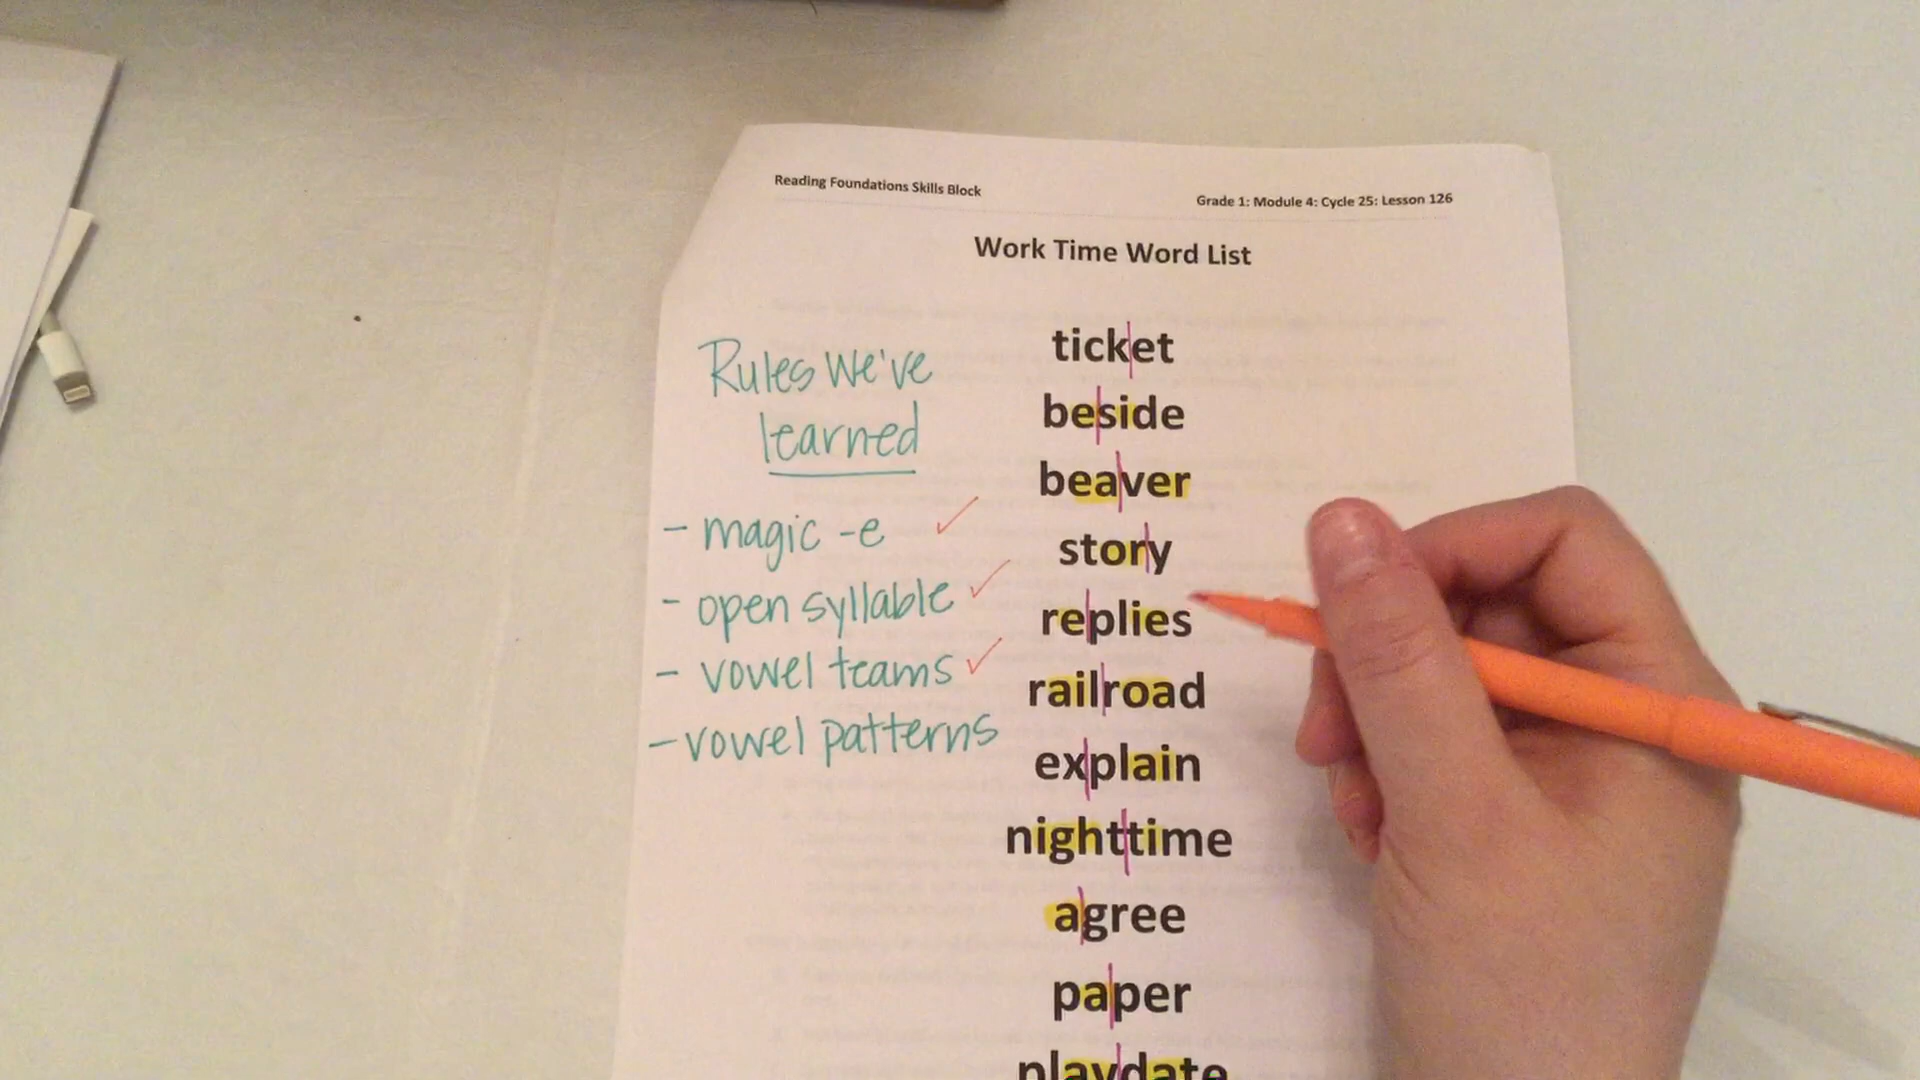 Reading Foundations Skills Block
Grade 1: Module 4: Cycle 25: Lesson 126
Work Time Word List
Rules We've
learned
- magic -e ✓
- open syllable ✓
- vowel teams ✓
- vowel patterns
ticket
beside
beaver
story
replies
railroad
explain
nighttime
agree
paper
playdate